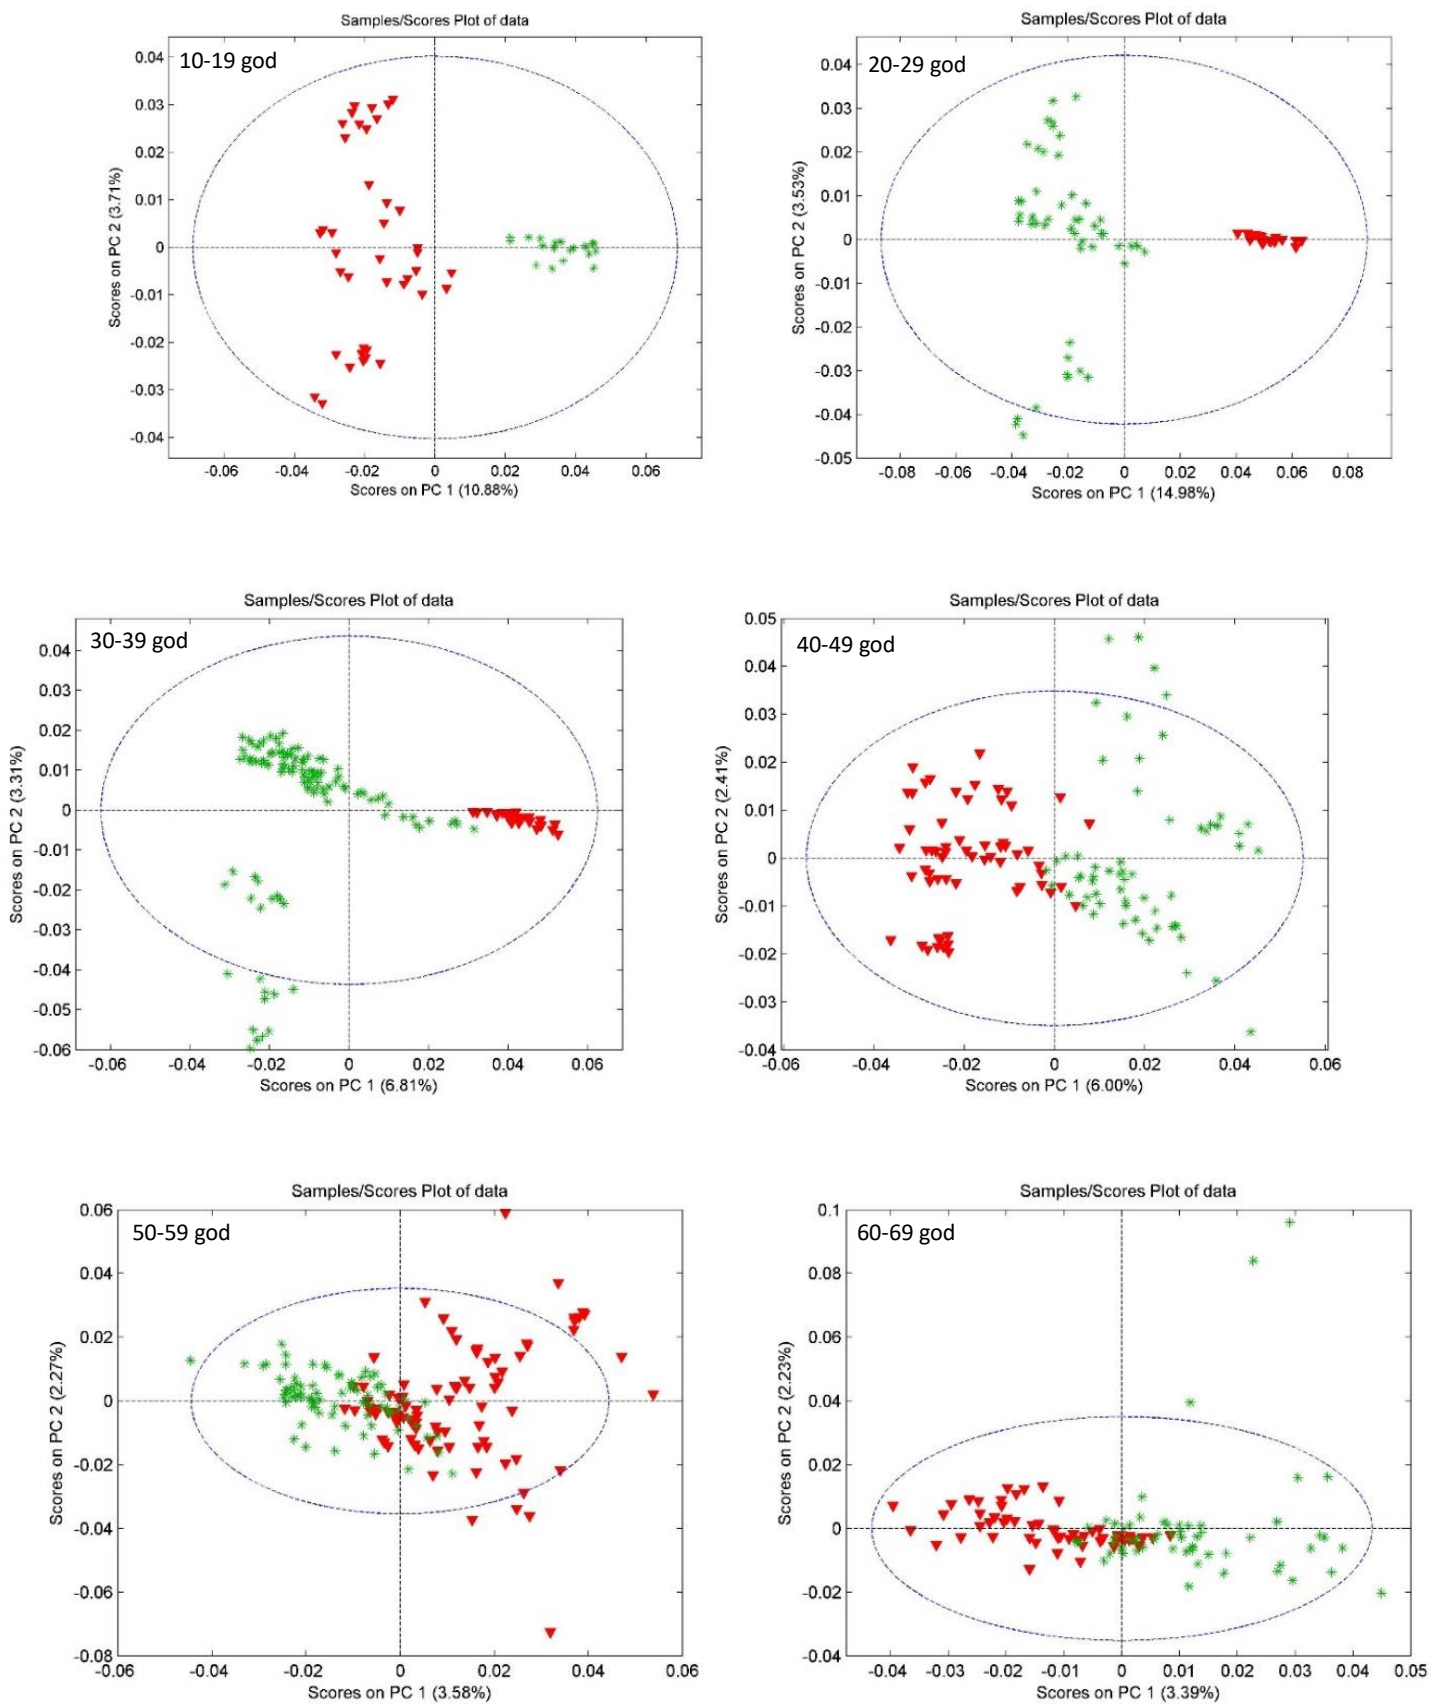 Samples/Scores Plot of data
10-19 god
0.04
0.03
0.02
0.01
0
-0.01
-0.02
-0.03
-0.04
Scores on PC 2 (3.71%)
-0.06 -0.04 -0.02 0 0.02 0.04 0.06
Scores on PC 1 (10.88%)
Samples/Scores Plot of data
20-29 god
0.04
0.03
0.02
0.01
0
-0.01
-0.02
-0.03
-0.04
-0.05
Scores on PC 2 (3.53%)
-0.08 -0.06 -0.04 -0.02 0 0.02 0.04 0.06 0.08
Scores on PC 1 (14.98%)
Samples/Scores Plot of data
30-39 god
0.04
0.03
0.02
0.01
0
-0.01
-0.02
-0.03
-0.04
-0.05
-0.06
Scores on PC 2 (3.31%)
-0.06 -0.04 -0.02 0 0.02 0.04 0.06
Scores on PC 1 (6.81%)
Samples/Scores Plot of data
40-49 god
0.05
0.04
0.03
0.02
0.01
0
-0.01
-0.02
-0.03
-0.04
Scores on PC 2 (2.41%)
-0.06 -0.04 -0.02 0 0.02 0.04 0.06
Scores on PC 1 (6.00%)
Samples/Scores Plot of data
50-59 god
0.06
0.04
0.02
0
-0.02
-0.04
-0.06
-0.08
Scores on PC 2 (2.27%)
-0.06 -0.04 -0.02 0 0.02 0.04 0.06
Scores on PC 1 (3.58%)
Samples/Scores Plot of data
60-69 god
0.1
0.08
0.06
0.04
0.02
0
-0.02
-0.04
Scores on PC 2 (2.23%)
-0.04 -0.03 -0.02 -0.01 0 0.01 0.02 0.03 0.04 0.05
Scores on PC 1 (3.39%)